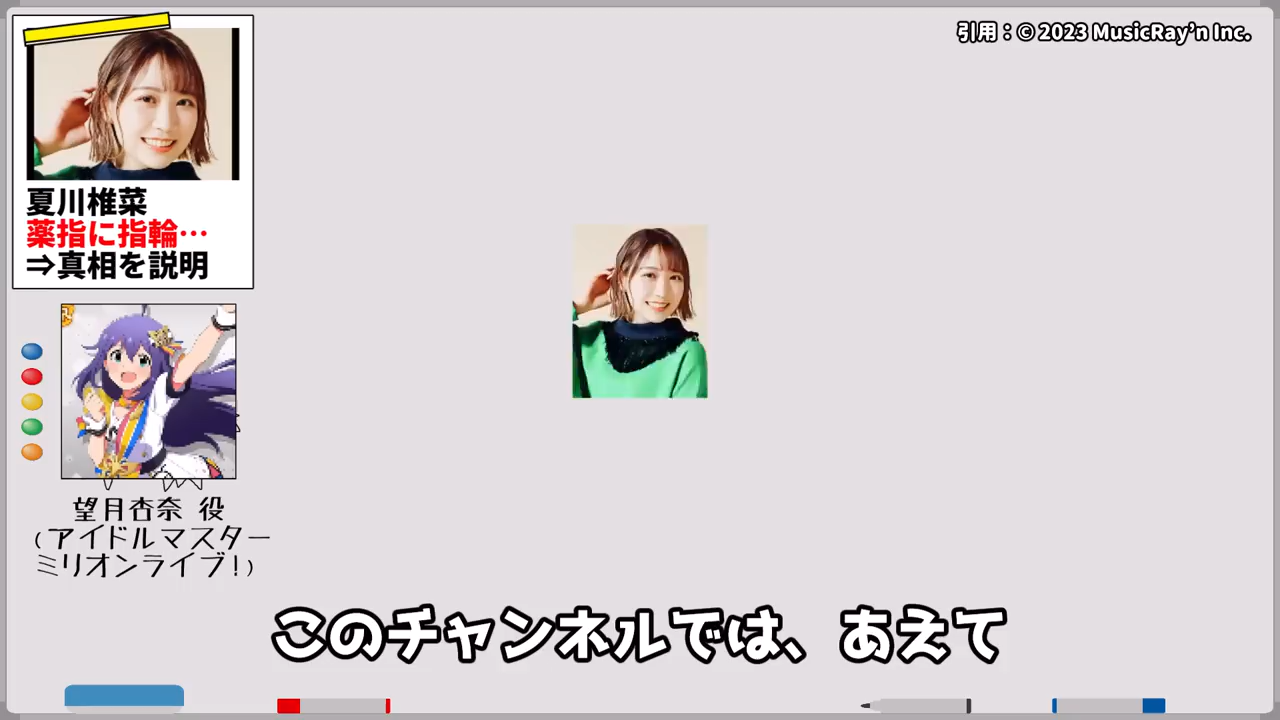 引用：© 2023 MusicRay’n Inc.
夏川椎菜
薬指に指輪…
⇒真相を説明
望月杏奈 役
(アイドルマスター
ミリオンライブ!)
このチャンネルでは、あえて